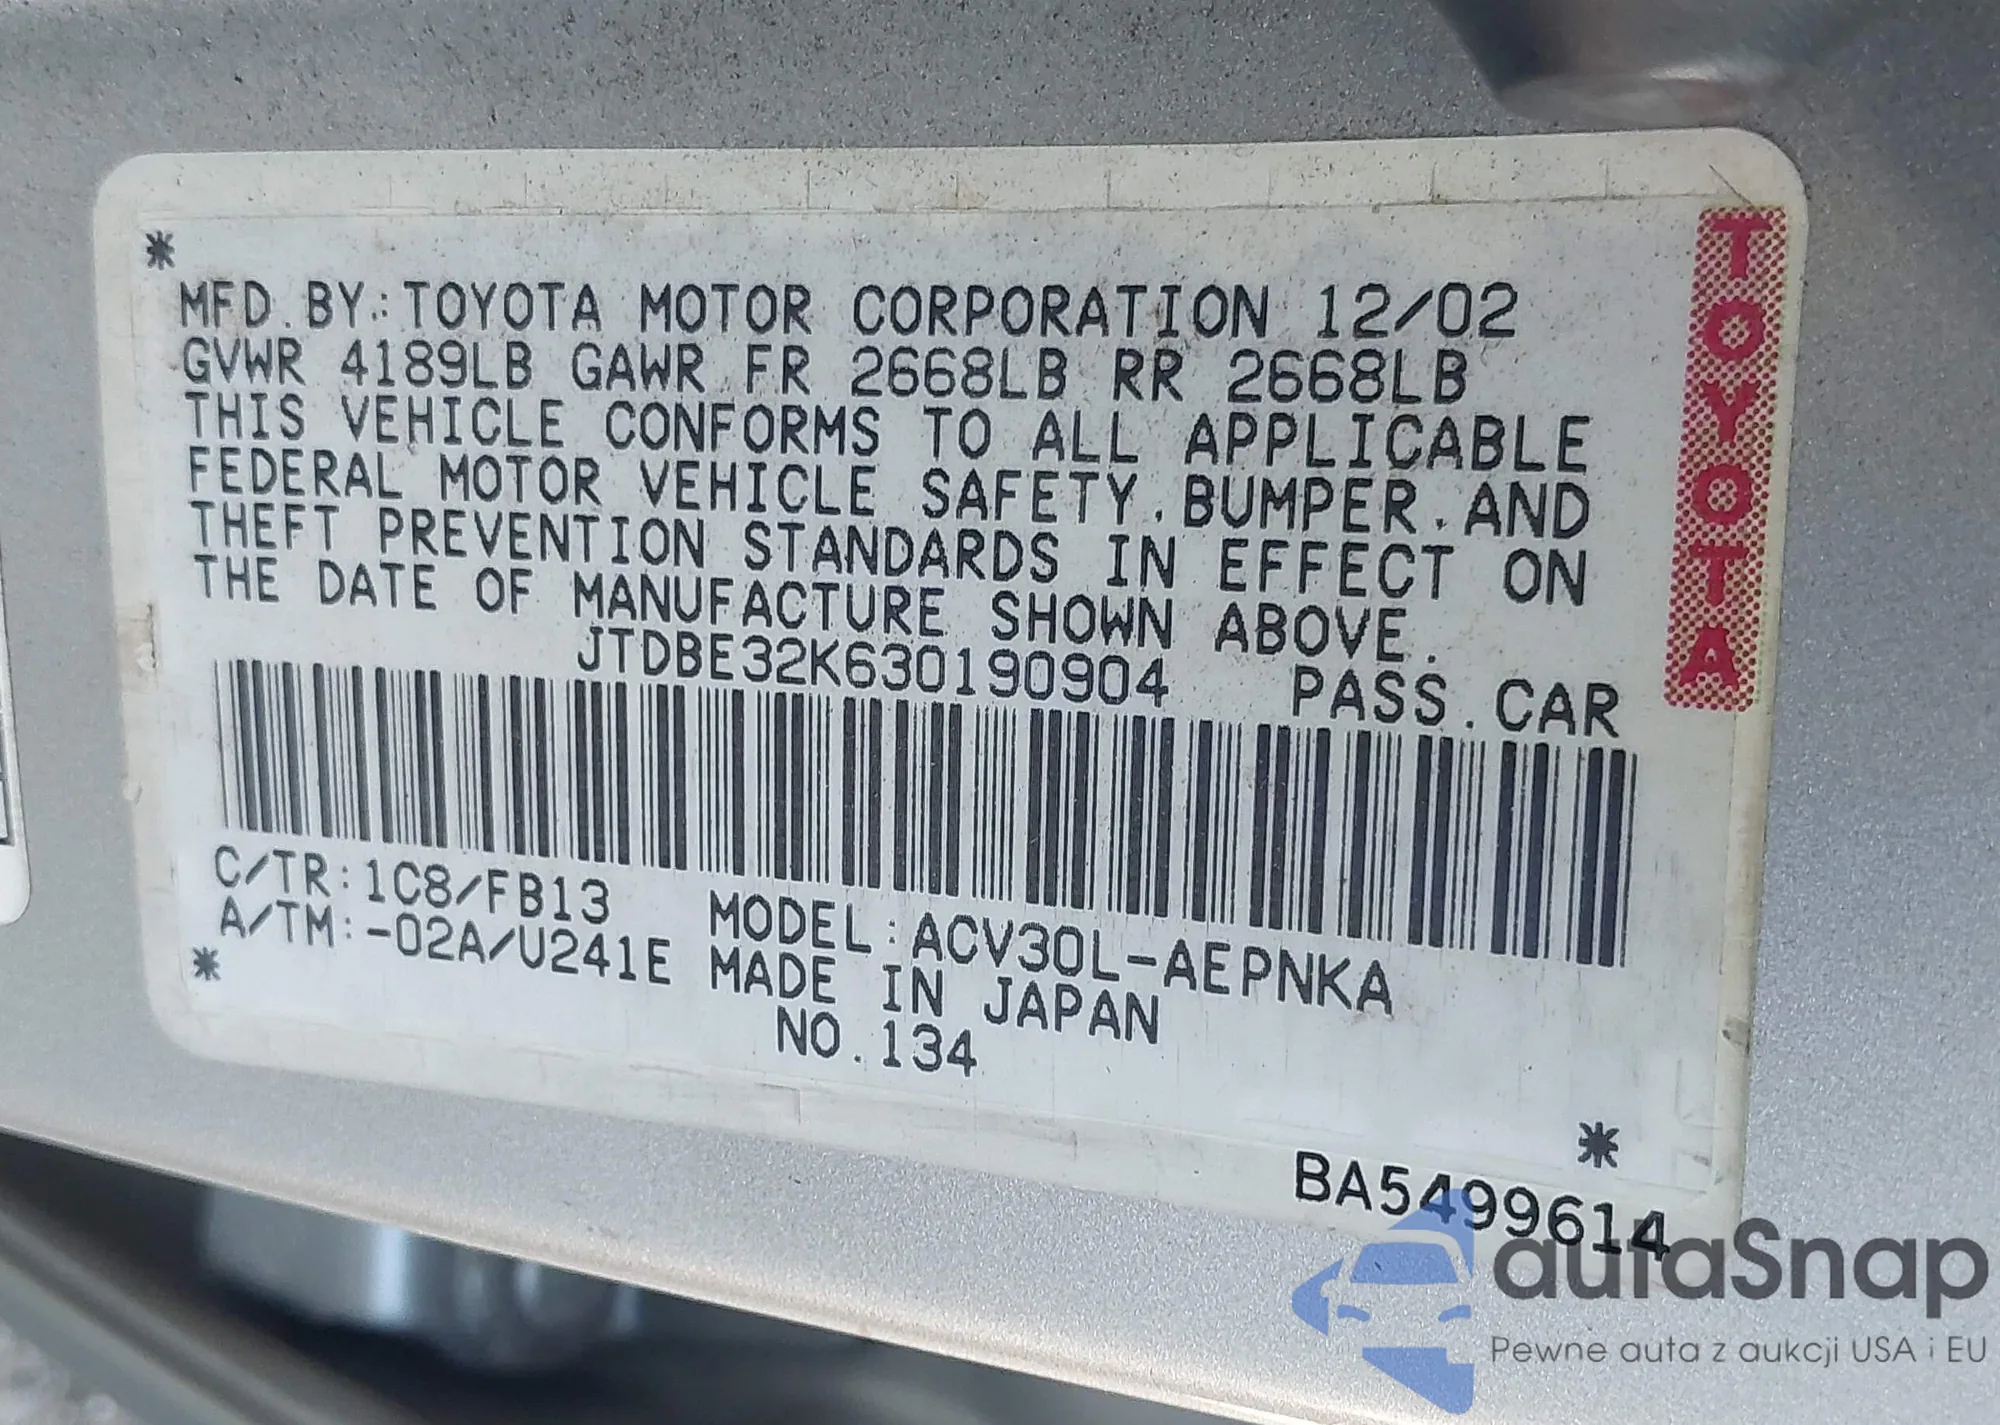 *
MFD. BY: TOYOTA MOTOR CORPORATION 12/02
GVWR 4189LB GAWR FR 2668LB RR 2668LB
THIS VEHICLE CONFORMS TO ALL APPLICABLE
FEDERAL MOTOR VEHICLE SAFETY, BUMPER, AND
THEFT PREVENTION STANDARDS IN EFFECT ON
THE DATE OF MANUFACTURE SHOWN ABOVE.
JTDBE32K630190904 PASS. CAR
C/TR: 1C8/FB13 MODEL: ACV30L-AEPNKA
A/TM: -02A/U241E MADE IN JAPAN
* NO. 134
*
BA5499614
TOYOTA
autaSnap
Pewne auta z aukcji USA i EU